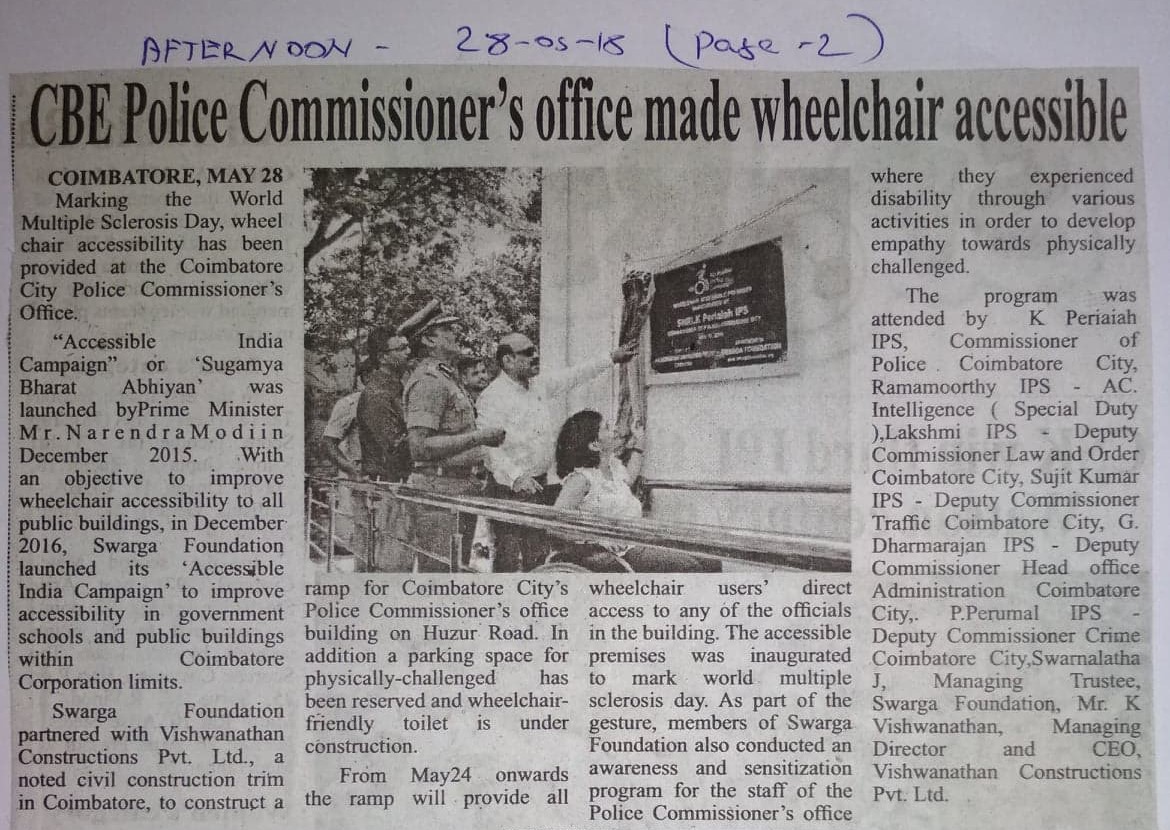 AFTERNOON - 28-05-18 (Page -2)
CBE Police Commissioner's office made wheelchair accessible
COIMBATORE, MAY 28
Marking the World
Multiple Sclerosis Day, wheel
chair accessibility has been
provided at the Coimbatore
City Police Commissioner's
Office.
"Accessible India
Campaign" or 'Sugamya
Bharat Abhiyan' was
launched byPrime Minister
Mr.NarendraModiin
December 2015. With
an objective to improve
wheelchair accessibility to all
public buildings, in December
2016, Swarga Foundation
launched its 'Accessible
India Campaign' to improve
accessibility in government
schools and public buildings
within Coimbatore
Corporation limits.
Swarga Foundation
partnered with Vishwanathan
Constructions Pvt. Ltd., a
noted civil construction trim
in Coimbatore, to construct a
SHRI.K Periaiah IPS
ramp for Coimbatore City's
Police Commissioner's office
building on Huzur Road. In
addition a parking space for
physically-challenged has
been reserved and wheelchair-
friendly toilet is under
construction.
From May24 onwards
the ramp will provide all
wheelchair users' direct
access to any of the officials
in the building. The accessible
premises was inaugurated
to mark world multiple
sclerosis day. As part of the
gesture, members of Swarga
Foundation also conducted an
awareness and sensitization
program for the staff of the
Police Commissioner's office
where they experienced
disability through various
activities in order to develop
empathy towards physically
challenged.
The program was
attended by K Periaiah
IPS, Commissioner of
Police . Coimbatore City,
Ramamoorthy IPS - AC.
Intelligence ( Special Duty
),Lakshmi IPS - Deputy
Commissioner Law and Order
Coimbatore City, Sujit Kumar
IPS - Deputy Commissioner
Traffic Coimbatore City, G.
Dharmarajan IPS - Deputy
Commissioner Head office
Administration Coimbatore
City,. P.Perumal IPS -
Deputy Commissioner Crime
Coimbatore City,Swarnalatha
J, Managing Trustee,
Swarga Foundation, Mr. K
Vishwanathan, Managing
Director and CEO,
Vishwanathan Constructions
Pvt. Ltd.